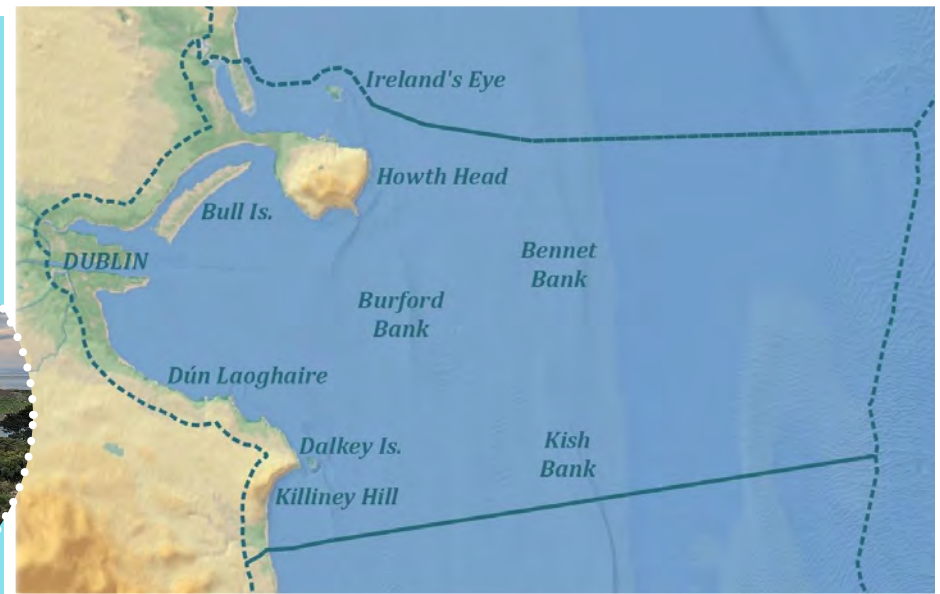 Ireland's Eye
Howth Head
Bull Is.
Bennet
Bank
DUBLIN
Burford
Bank
Dún Laoghaire
Dalkey Is.
Kish
Bank
Killiney Hill